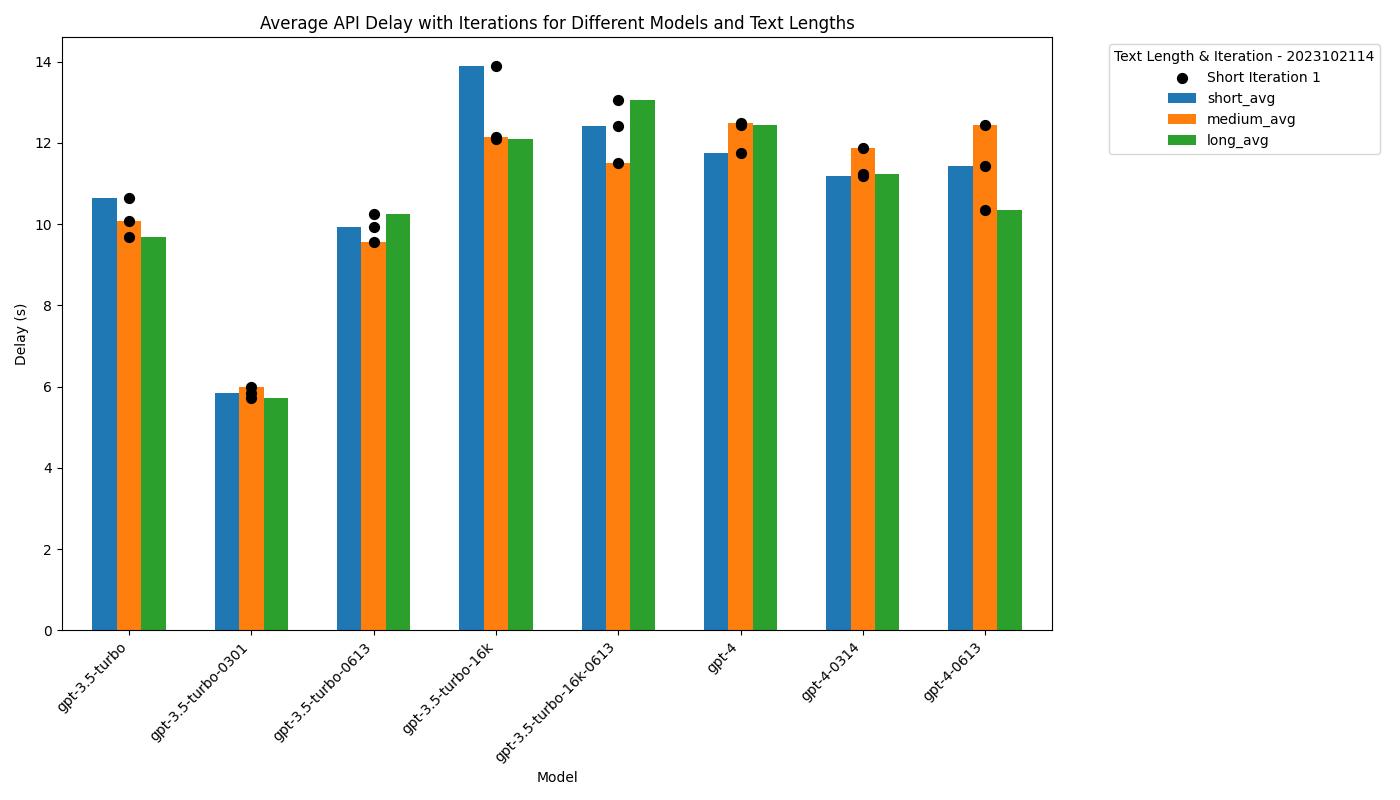 Average API Delay with Iterations for Different Models and Text Lengths
Text Length & Iteration - 2023102114
Short Iteration 1
short_avg
medium_avg
long_avg
Delay (s)
14
12
10
8
6
4
2
0
gpt-3.5-turbo
gpt-3.5-turbo-0301
gpt-3.5-turbo-0613
gpt-3.5-turbo-16k
gpt-3.5-turbo-16k-0613
gpt-4
gpt-4-0314
gpt-4-0613
Model